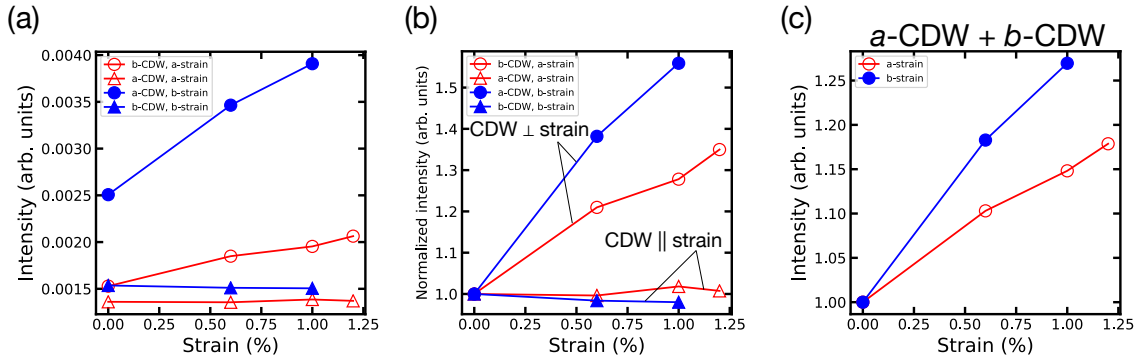 (a)
Intensity (arb. units)
0.0040
0.0035
0.0030
0.0025
0.0020
0.0015
b-CDW, a-strain
a-CDW, a-strain
a-CDW, b-strain
b-CDW, b-strain
0.00 0.25 0.50 0.75 1.00 1.25
Strain (%)
(b)
Normalized intensity (arb. units)
1.5
1.4
1.3
1.2
1.1
1.0
b-CDW, a-strain
a-CDW, a-strain
a-CDW, b-strain
b-CDW, b-strain
CDW ⊥ strain
CDW || strain
0.00 0.25 0.50 0.75 1.00 1.25
Strain (%)
(c)
a-CDW + b-CDW
Intensity (arb. units)
1.25
1.20
1.15
1.10
1.05
1.00
a-strain
b-strain
0.00 0.25 0.50 0.75 1.00 1.25
Strain (%)